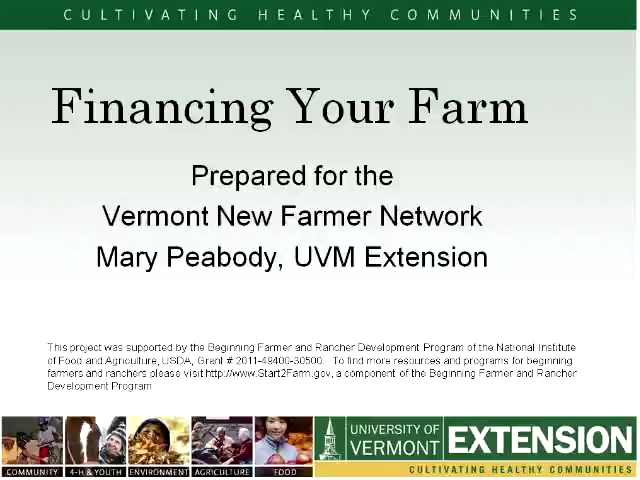 CULTIVATING HEALTHY COMMUNITIES
Financing Your Farm
Prepared for the
Vermont New Farmer Network
Mary Peabody, UVM Extension
This project was supported by the Beginning Farmer and Rancher Development Program of the National Institute
of Food and Agriculture, USDA, Grant # 2011-49400-30500. To find more resources and programs for beginning
farmers and ranchers please visit http://www.Start2Farm.gov, a component of the Beginning Farmer and Rancher
Development Program
COMMUNITY 4-H & YOUTH ENVIRONMENT AGRICULTURE FOOD
UNIVERSITY OF
VERMONT
EXTENSION
CULTIVATING HEALTHY COMMUNITIES